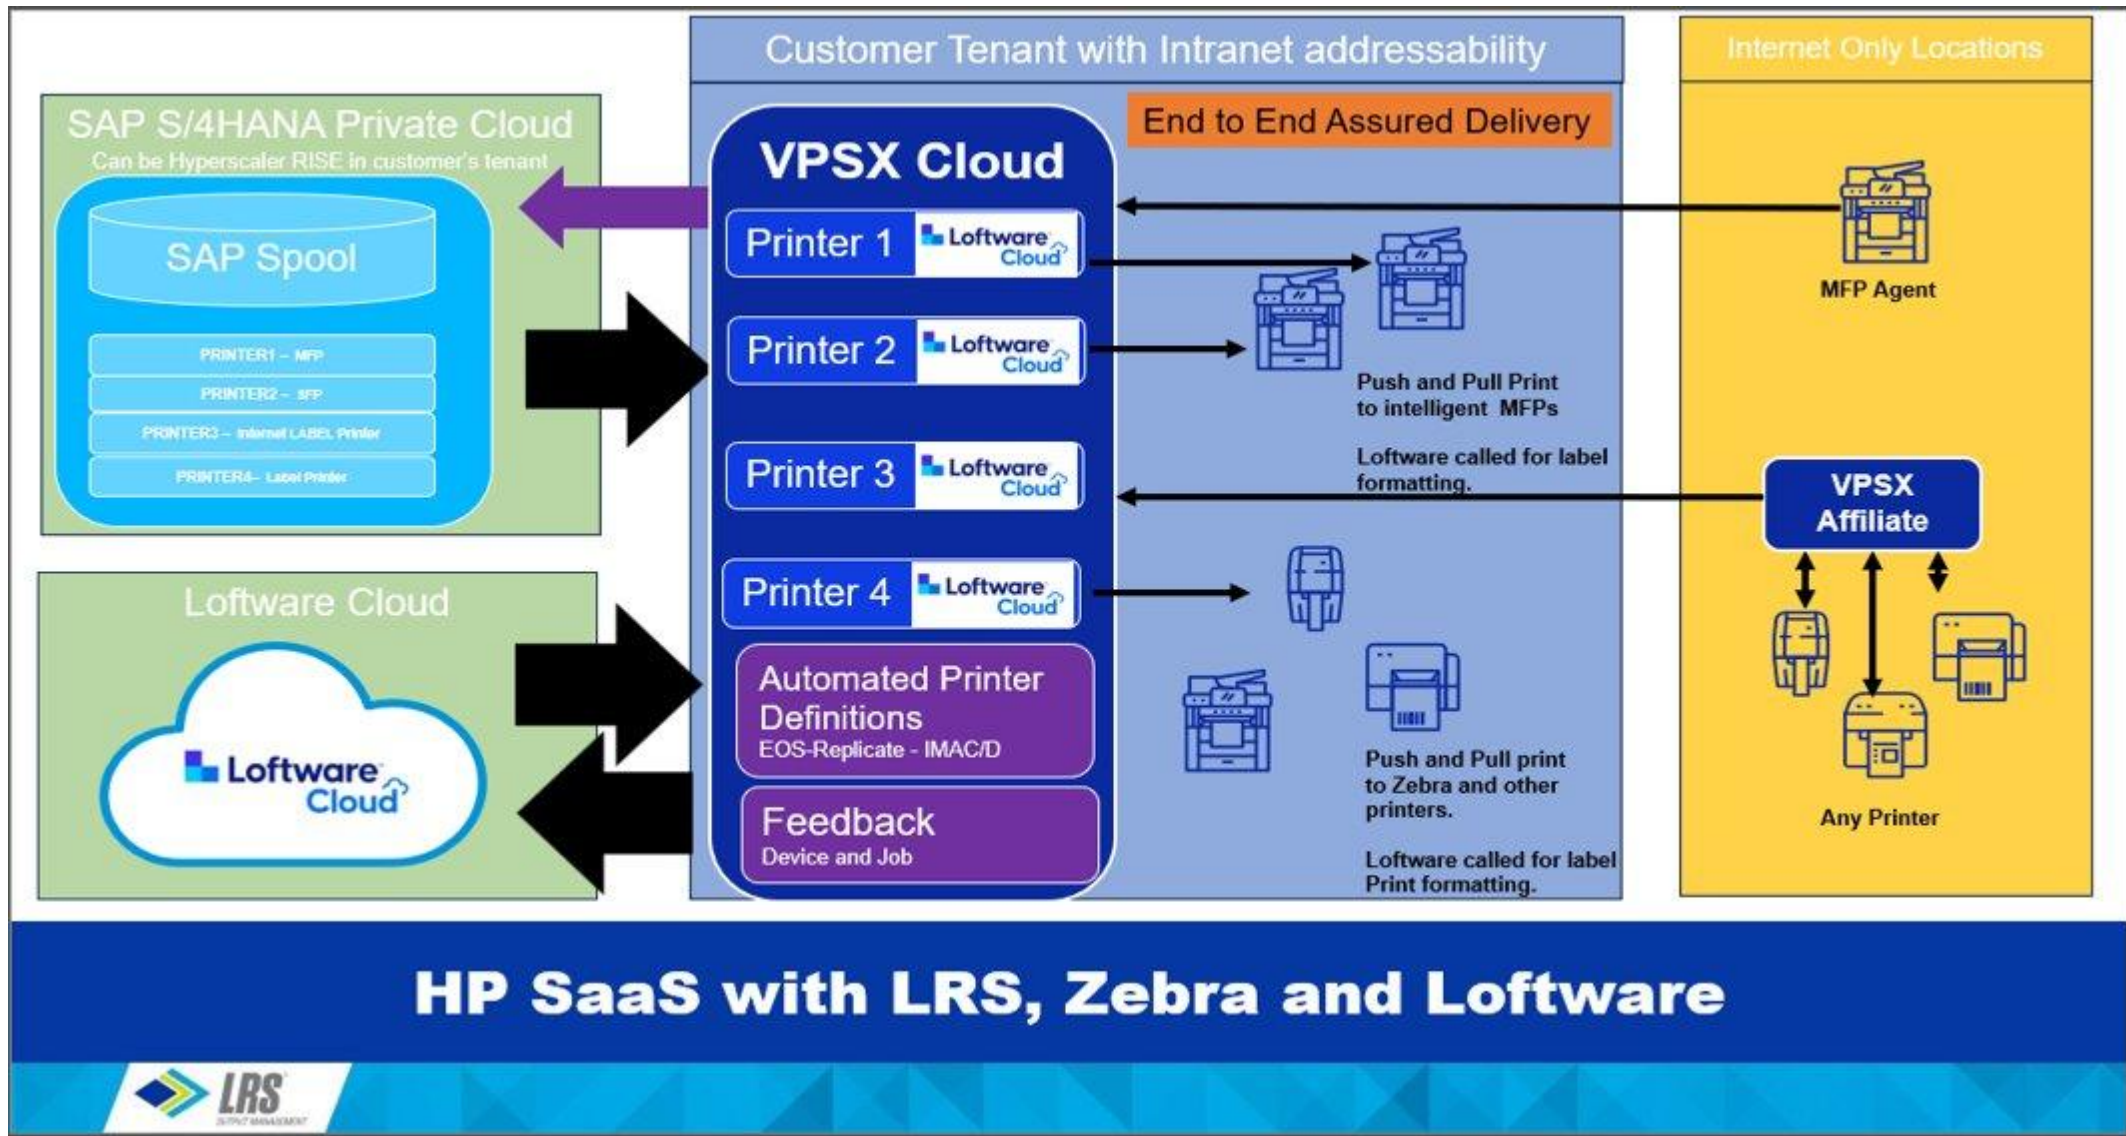 Customer Tenant with Intranet addressability
Internet Only Locations
SAP S/4HANA Private Cloud
Can be Hyperscaler RISE in customer's tenant
SAP Spool
PRINTER1 – MFP
PRINTER2 – SFP
PRINTER3 – Internet LABEL Printer
PRINTER4– Label Printer
Loftware Cloud
Loftware
Cloud
VPSX Cloud
Printer 1
Loftware
Cloud
Printer 2
Loftware
Cloud
Printer 3
Loftware
Cloud
Printer 4
Loftware
Cloud
Automated Printer
Definitions
EOS-Replicate - IMAC/D
Feedback
Device and Job
End to End Assured Delivery
Push and Pull Print
to intelligent MFPs
Loftware called for label
formatting.
Push and Pull print
to Zebra and other
printers.
Loftware called for label
Print formatting.
MFP Agent
VPSX
Affiliate
Any Printer
HP SaaS with LRS, Zebra and Loftware
LRS
OUTPUT MANAGEMENT